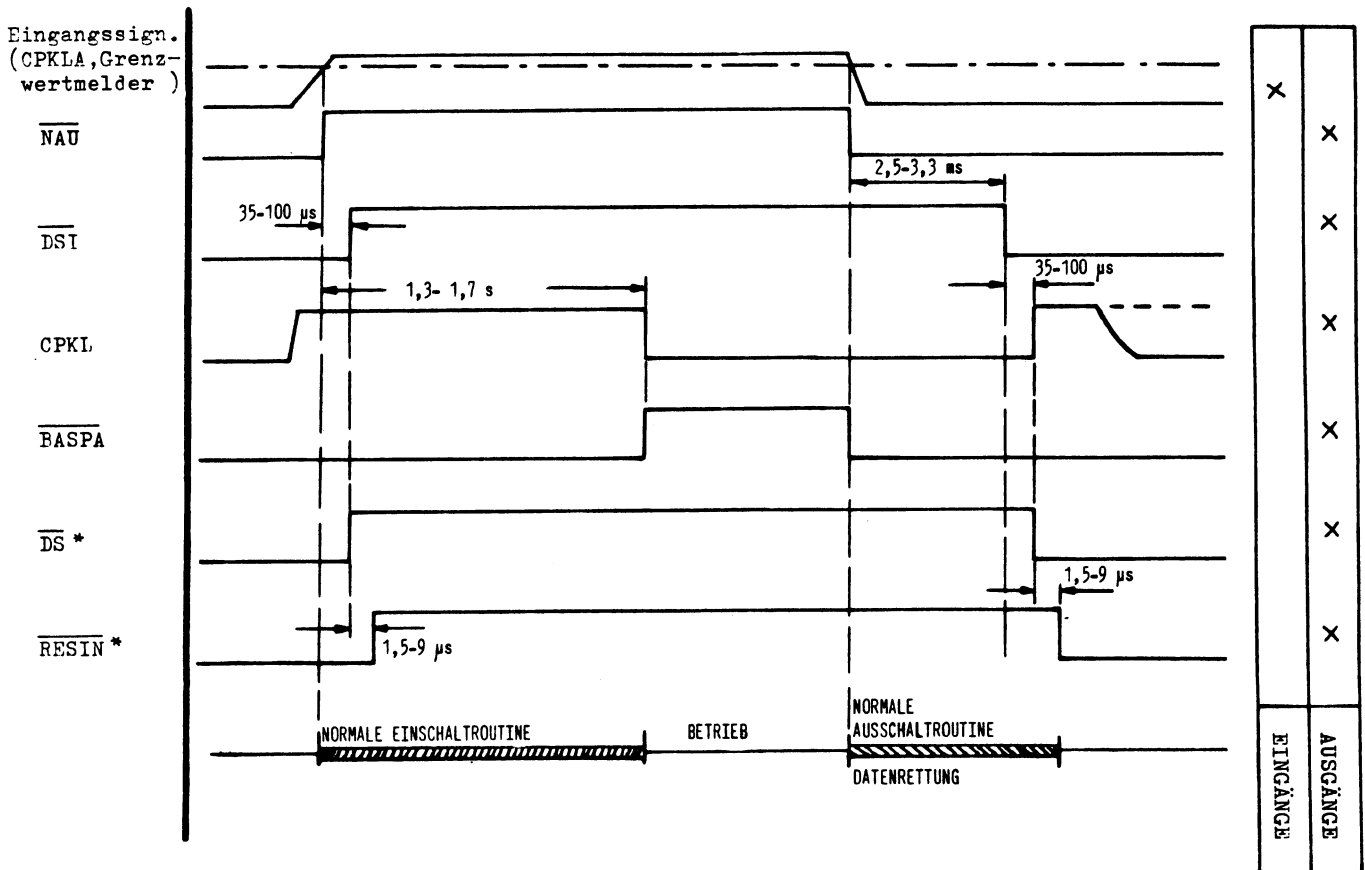 Eingangssign.
(CPKLA,Grenz-
wertmelder )
NAU
2,5-3,3 ms
35-100 µs
DSI
35-100 µs
1,3- 1,7 s
CPKL
BASPA
DS *
1,5-9 µs
RESIN *
1,5-9 µs
NORMALE EINSCHALTROUTINE
BETRIEB
NORMALE
AUSSCHALTROUTINE
DATENRETTUNG
X
X
X
X
X
X
X
EINGÄNGE
AUSGÄNGE